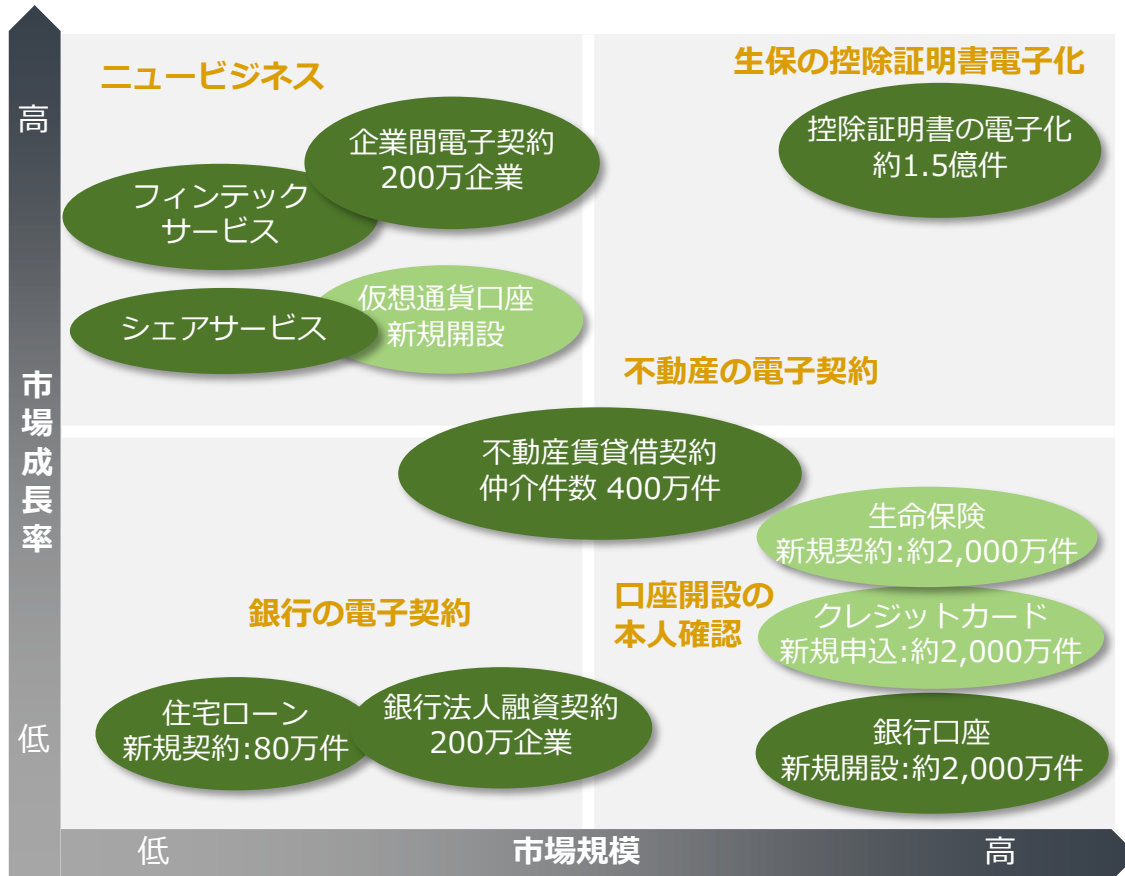 ニュービジネス
生保の控除証明書電子化
高
企業間電子契約
200万企業
控除証明書の電子化
約1.5億件
フィンテック
サービス
仮想通貨口座
新規開設
シェアサービス
不動産の電子契約
市場成長率
不動産賃貸借契約
仲介件数 400万件
生命保険
新規契約:約2,000万件
銀行の電子契約
口座開設の
本人確認
クレジットカード
新規申込:約2,000万件
低
住宅ローン
新規契約:80万件
銀行法人融資契約
200万企業
銀行口座
新規開設:約2,000万件
低
市場規模
高